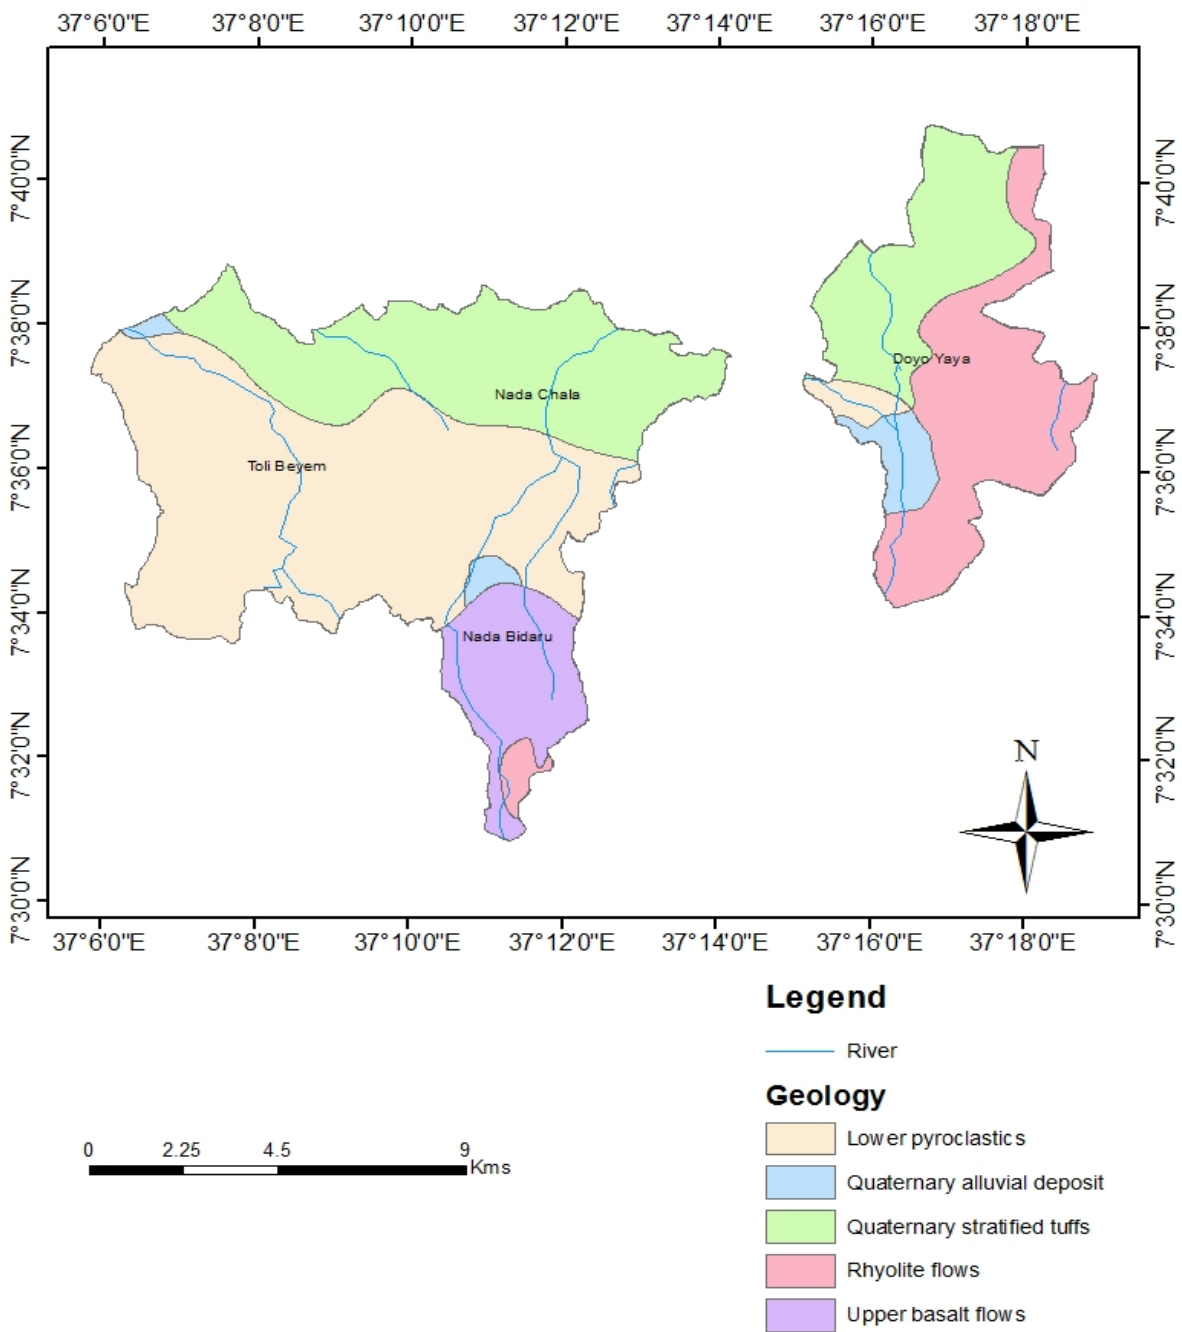 37°6'0"E 37°8'0"E 37°10'0"E 37°12'0"E 37°14'0"E 37°16'0"E 37°18'0"E
7°40'0"N 7°40'0"N
7°38'0"N 7°38'0"N
Doyo Yaya
Nada Chala
Toli Beyem
7°36'0"N 7°36'0"N
7°34'0"N 7°34'0"N
Nada Bidaru
7°32'0"N 7°32'0"N
N
7°30'0"N 7°30'0"N
37°6'0"E 37°8'0"E 37°10'0"E 37°12'0"E 37°14'0"E 37°16'0"E 37°18'0"E
Legend
River
Geology
0 2.25 4.5 9
Kms
Lower pyroclastics
Quaternary alluvial deposit
Quaternary stratified tuffs
Rhyolite flows
Upper basalt flows